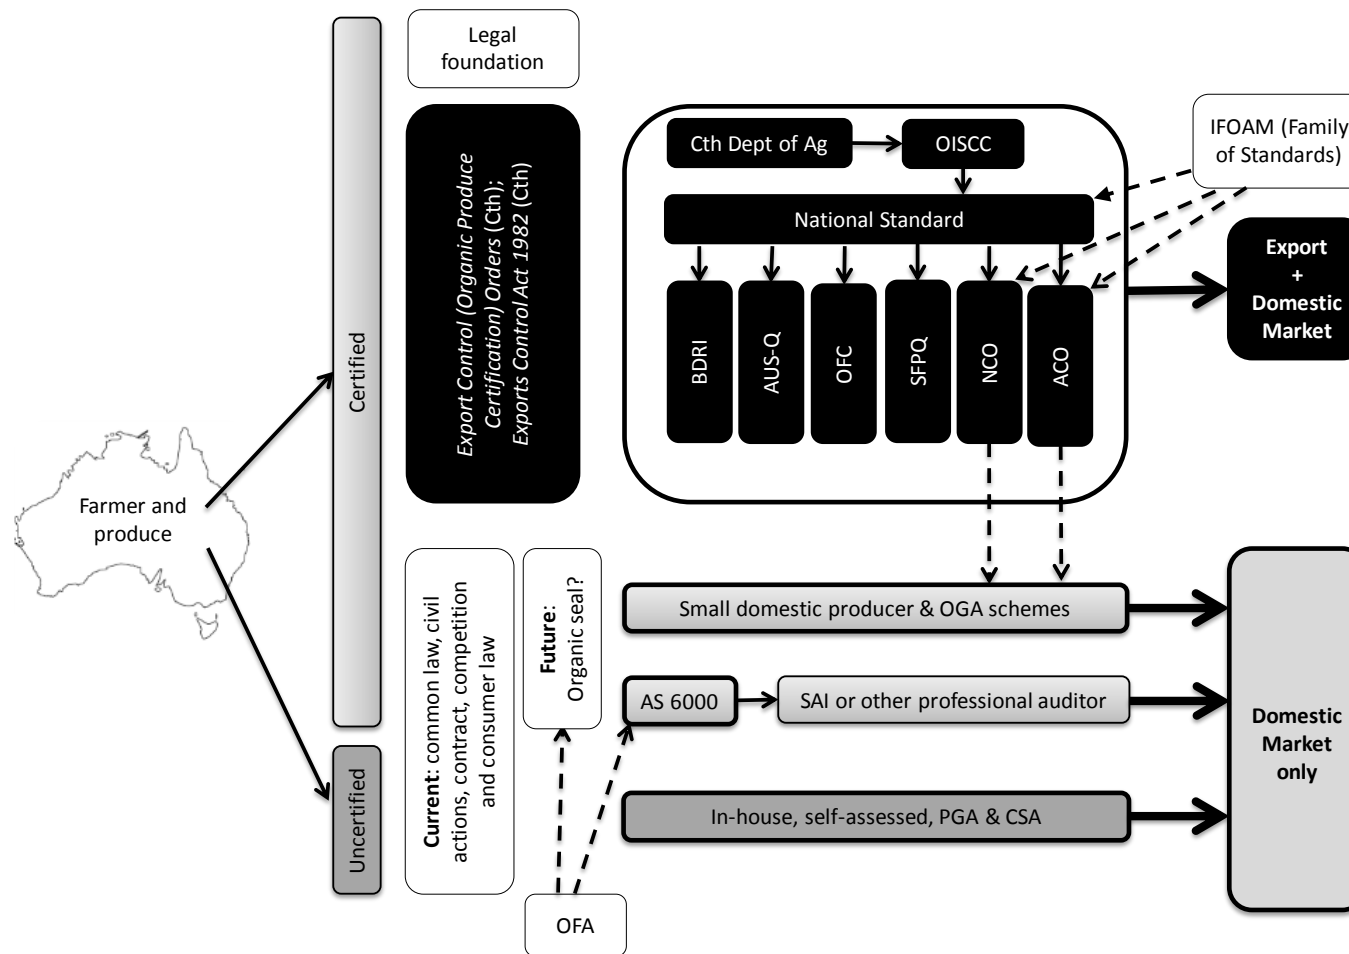 Legal
foundation
Cth Dept of Ag
OISCC
IFOAM (Family
of Standards)
National Standard
Export
+
Domestic
Market
Export Control (Organic Produce
Certification) Orders (Cth);
Exports Control Act 1982 (Cth)
Certified
BDRI
AUS-Q
OFC
SFPQ
NCO
ACO
Farmer and
produce
Current: common law, civil
actions, contract, competition
and consumer law
Future:
Organic seal?
Small domestic producer & OGA schemes
AS 6000
SAI or other professional auditor
Domestic
Market
only
Uncertified
In-house, self-assessed, PGA & CSA
OFA